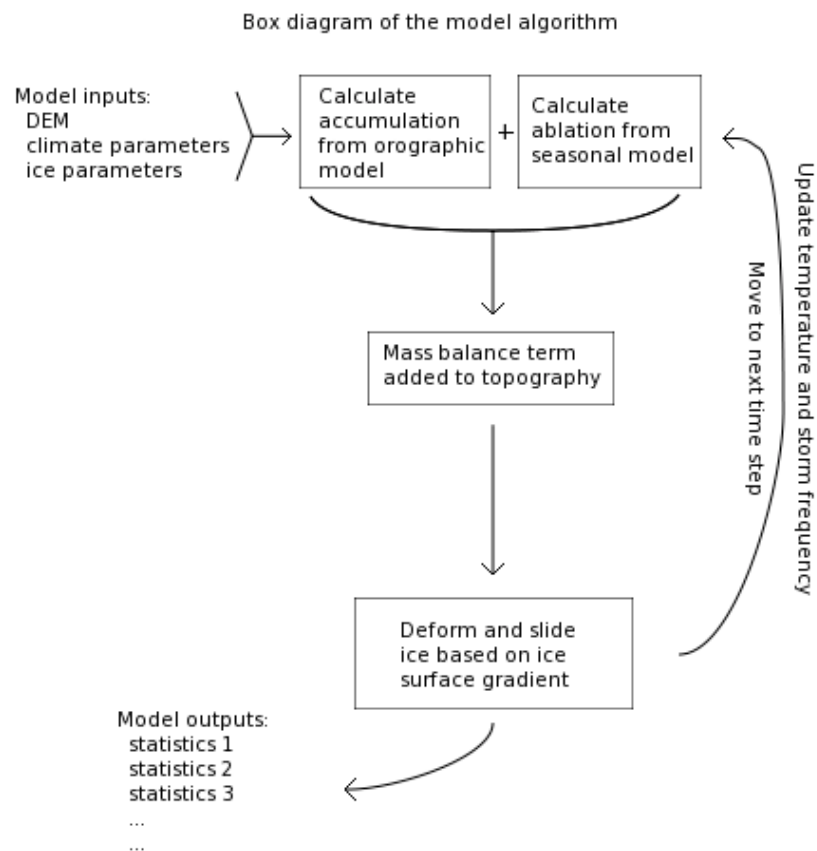 Box diagram of the model algorithm
Model inputs:
DEM
climate parameters
ice parameters
Calculate
accumulation
from orographic
model
+
Calculate
ablation from
seasonal model
Mass balance term
added to topography
Deform and slide
ice based on ice
surface gradient
Move to next time step
Update temperature and storm frequency
Model outputs:
statistics 1
statistics 2
statistics 3
...
...